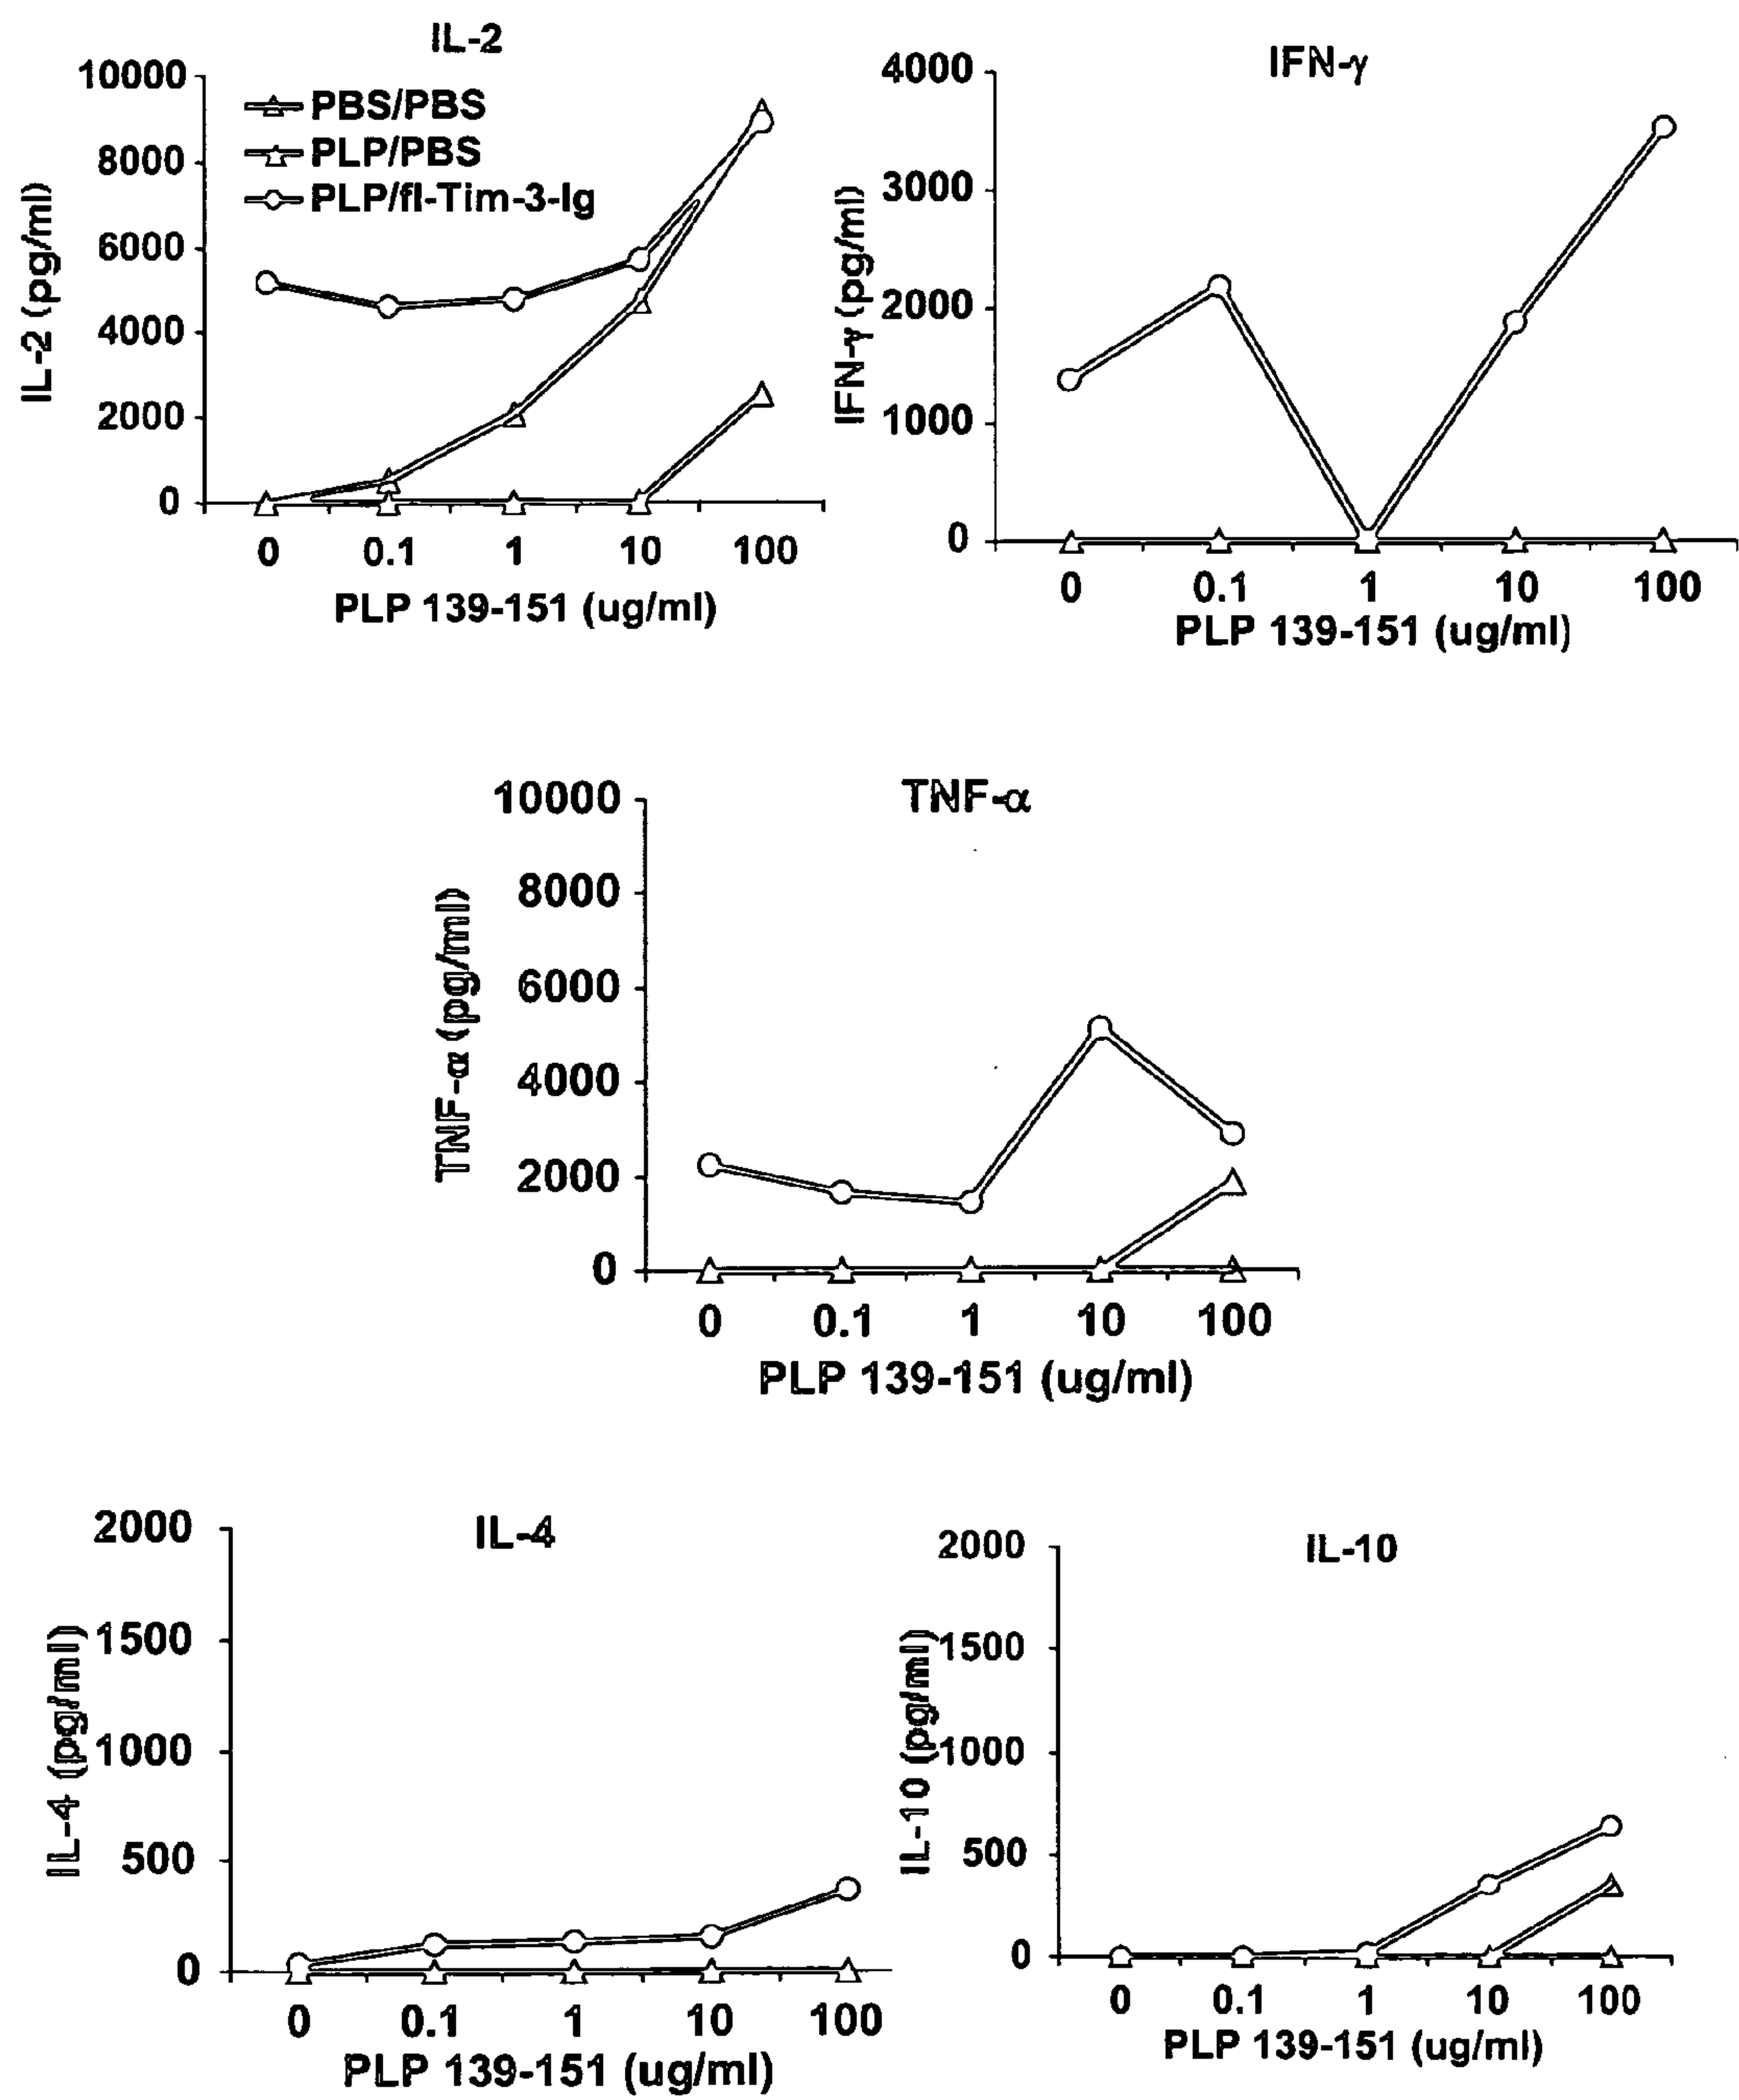 IL-2
IL-2 (pg/ml)
10000
8000
6000
4000
2000
0
PBS/PBS
PLP/PBS
PLP/fl-Tim-3-Ig
0 0.1 1 10 100
PLP 139-151 (ug/ml)
IFN-γ
IFN-γ (pg/ml)
4000
3000
2000
1000
0
0 0.1 1 10 100
PLP 139-151 (ug/ml)
TNF-α
TNF-α (pg/ml)
10000
8000
6000
4000
2000
0
0 0.1 1 10 100
PLP 139-151 (ug/ml)
IL-4
IL-4 (pg/ml)
2000
1500
1000
500
0
0 0.1 1 10 100
PLP 139-151 (ug/ml)
IL-10
IL-10 (pg/ml)
2000
1500
1000
500
0
0 0.1 1 10 100
PLP 139-151 (ug/ml)